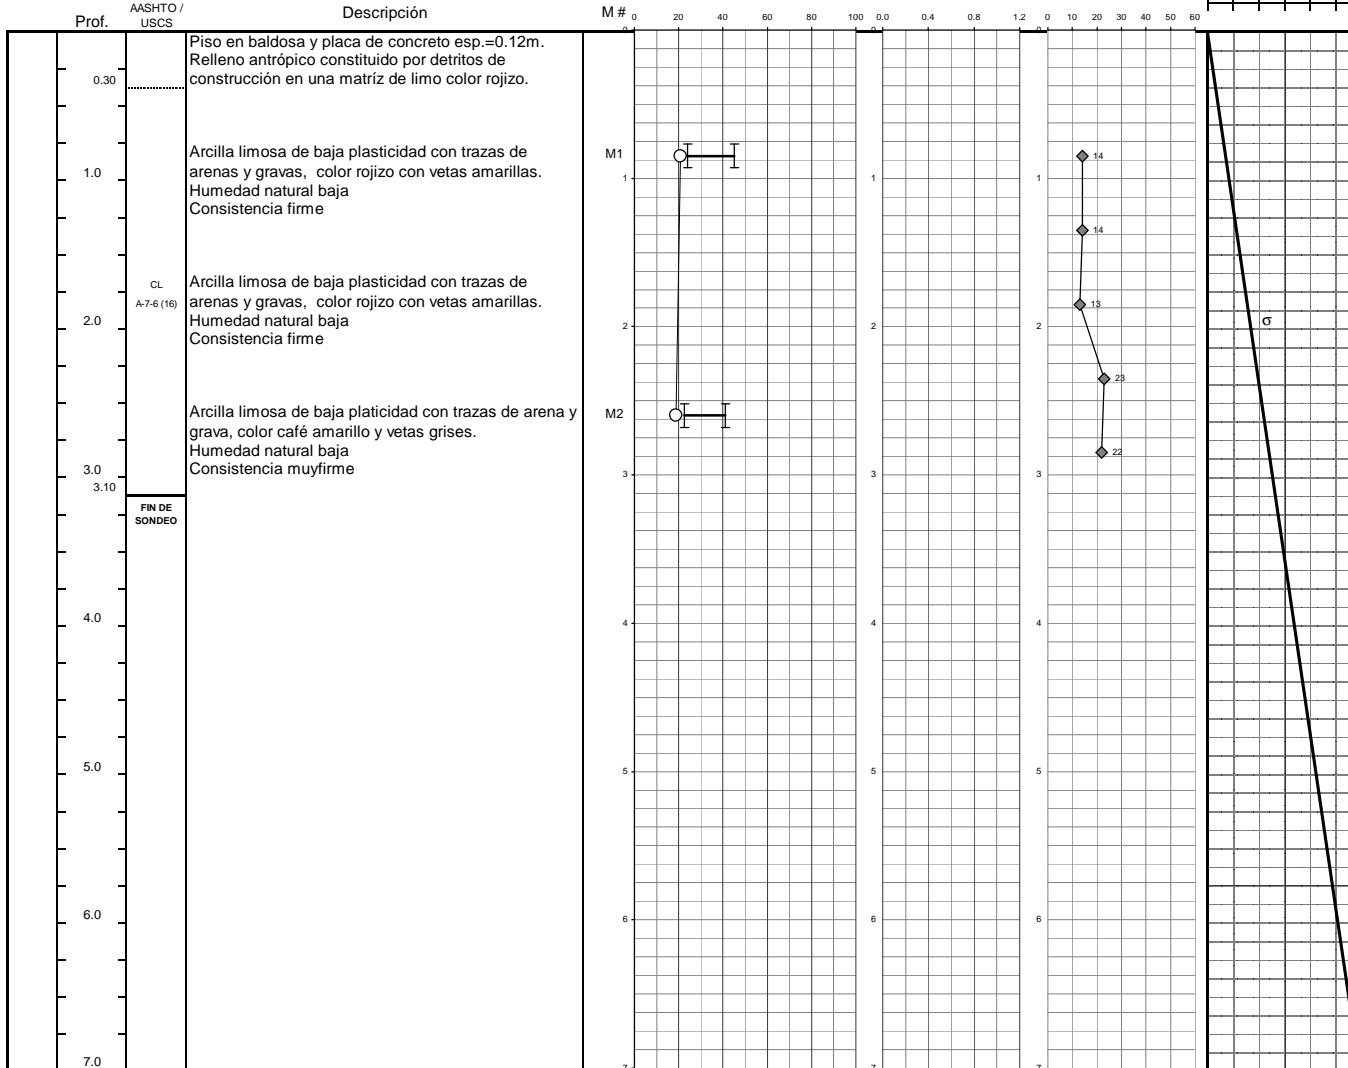 Prof.
AASHTO /
USCS
Descripción
M #
0 20 40 60 80 100
0.0 0.4 0.8 1.2
0 10 20 30 40 50 60
Piso en baldosa y placa de concreto esp.=0.12m.
Relleno antrópico constituido por detritos de
construcción en una matríz de limo color rojizo.
0.30
Arcilla limosa de baja plasticidad con trazas de
arenas y gravas, color rojizo con vetas amarillas.
Humedad natural baja
Consistencia firme
1.0
M1
14
1 1 1
14
CL
A-7-6 (16)
Arcilla limosa de baja plasticidad con trazas de
arenas y gravas, color rojizo con vetas amarillas.
Humedad natural baja
Consistencia firme
2.0
13
σ
2 2 2
23
Arcilla limosa de baja platicidad con trazas de arena y
grava, color café amarillo y vetas grises.
Humedad natural baja
Consistencia muyfirme
M2
22
3.0
3 3 3
3.10
FIN DE
SONDEO
4.0
4 4 4
5.0
5 5 5
6.0
6 6 6
7.0
7 7 7